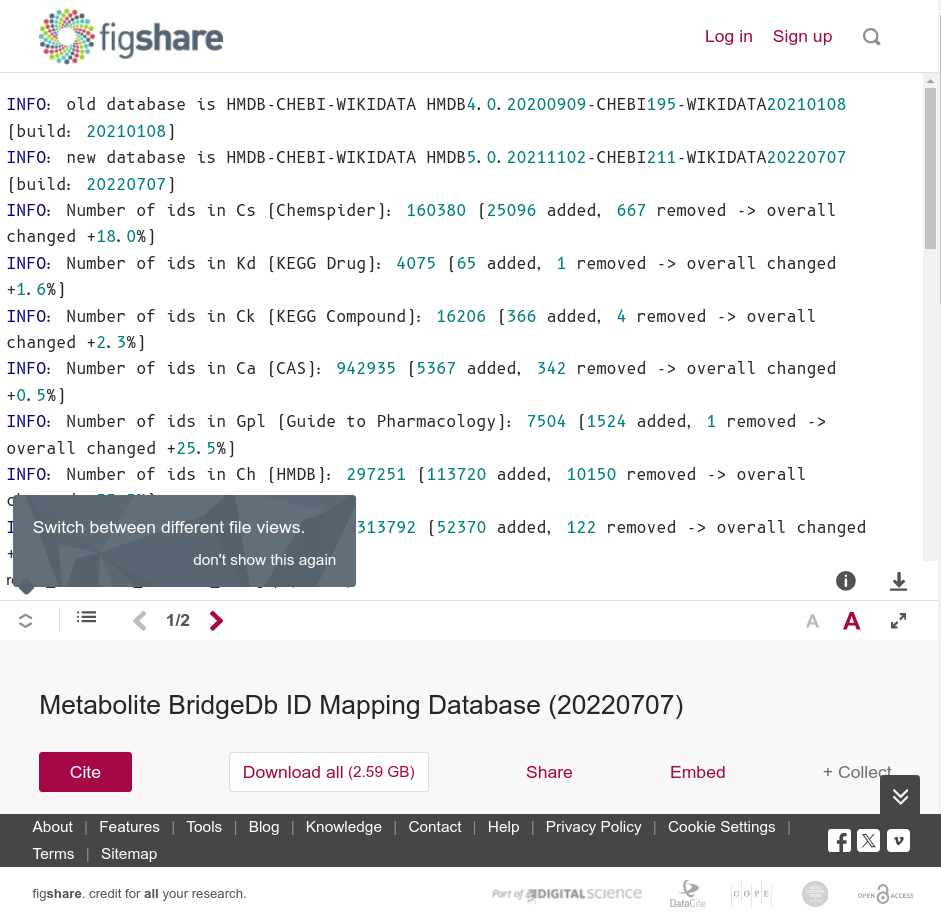 figshare
Log in Sign up
INFO: old database is HMDB-CHEBI-WIKIDATA HMDB4.0.20200909-CHEBI195-WIKIDATA20210108
(build: 20210108)
INFO: new database is HMDB-CHEBI-WIKIDATA HMDB5.0.20211102-CHEBI211-WIKIDATA20220707
(build: 20220707)
INFO: Number of ids in Cs (Chemspider): 160380 (25096 added, 667 removed -> overall
changed +18.0%)
INFO: Number of ids in Kd (KEGG Drug): 4075 (65 added, 1 removed -> overall changed
+1.6%)
INFO: Number of ids in Ck (KEGG Compound): 16206 (366 added, 4 removed -> overall
changed +2.3%)
INFO: Number of ids in Ca (CAS): 942935 (5367 added, 342 removed -> overall changed
+0.5%)
INFO: Number of ids in Gpl (Guide to Pharmacology): 7504 (1524 added, 1 removed ->
overall changed +25.5%)
INFO: Number of ids in Ch (HMDB): 297251 (113720 added, 10150 removed -> overall
313792 (52370 added, 122 removed -> overall changed
Switch between different file views.
don't show this again
1/2
A A
Metabolite BridgeDb ID Mapping Database (20220707)
Cite Download all (2.59 GB) Share Embed + Collect
About | Features | Tools | Blog | Knowledge | Contact | Help | Privacy Policy | Cookie Settings |
Terms | Sitemap
figshare. credit for all your research.
Part of DIGITALSCIENCE DataCite COPE OPEN ACCESS